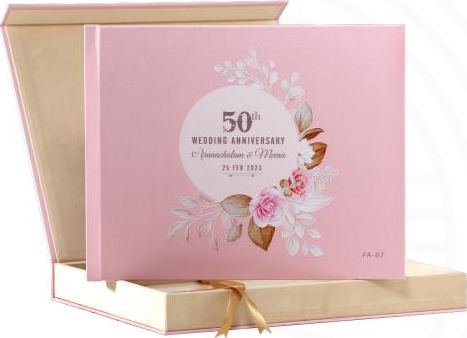 50th
WEDDING ANNIVERSARY
Arunachalam & Meena
25 FEB 2023
FA-07